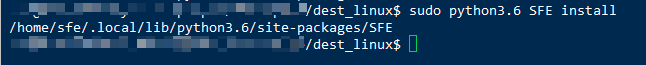 /dest_linux$ sudo python3.6 SFE install
/home/sfe/.local/lib/python3.6/site-packages/SFE
/dest_linux$